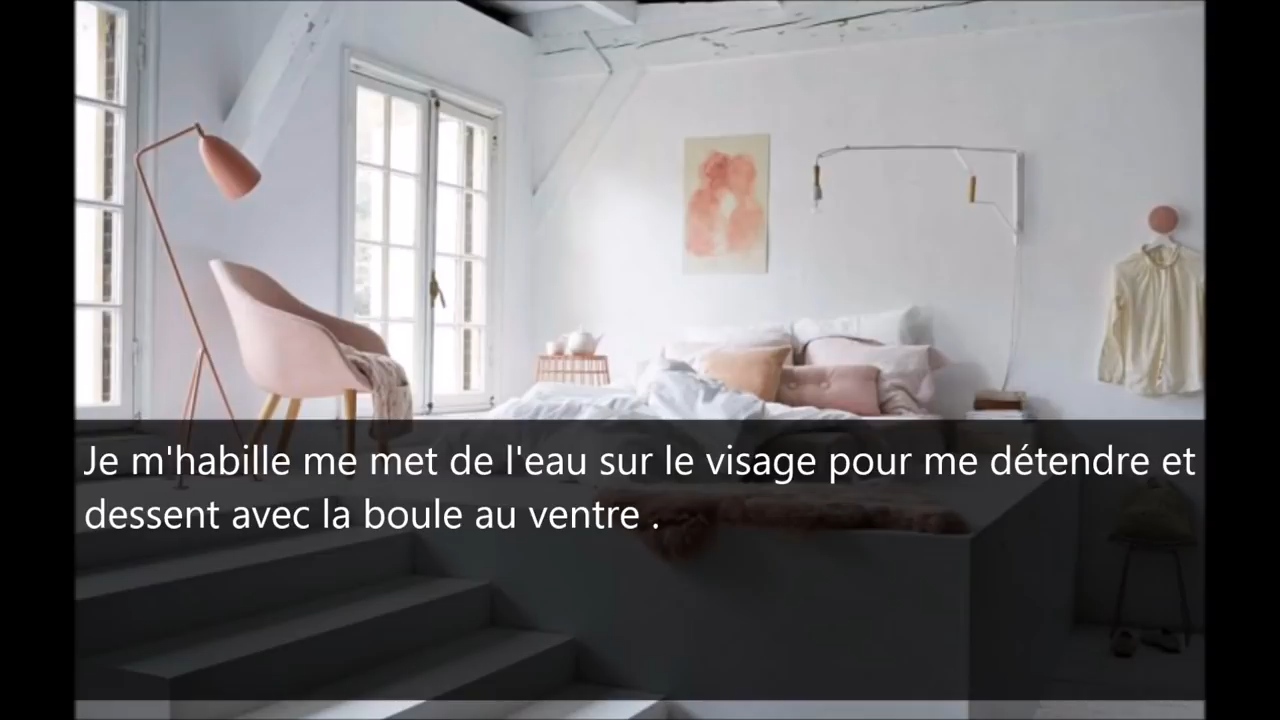 Je m'habille me met de l'eau sur le visage pour me détendre et
dessent avec la boule au ventre .